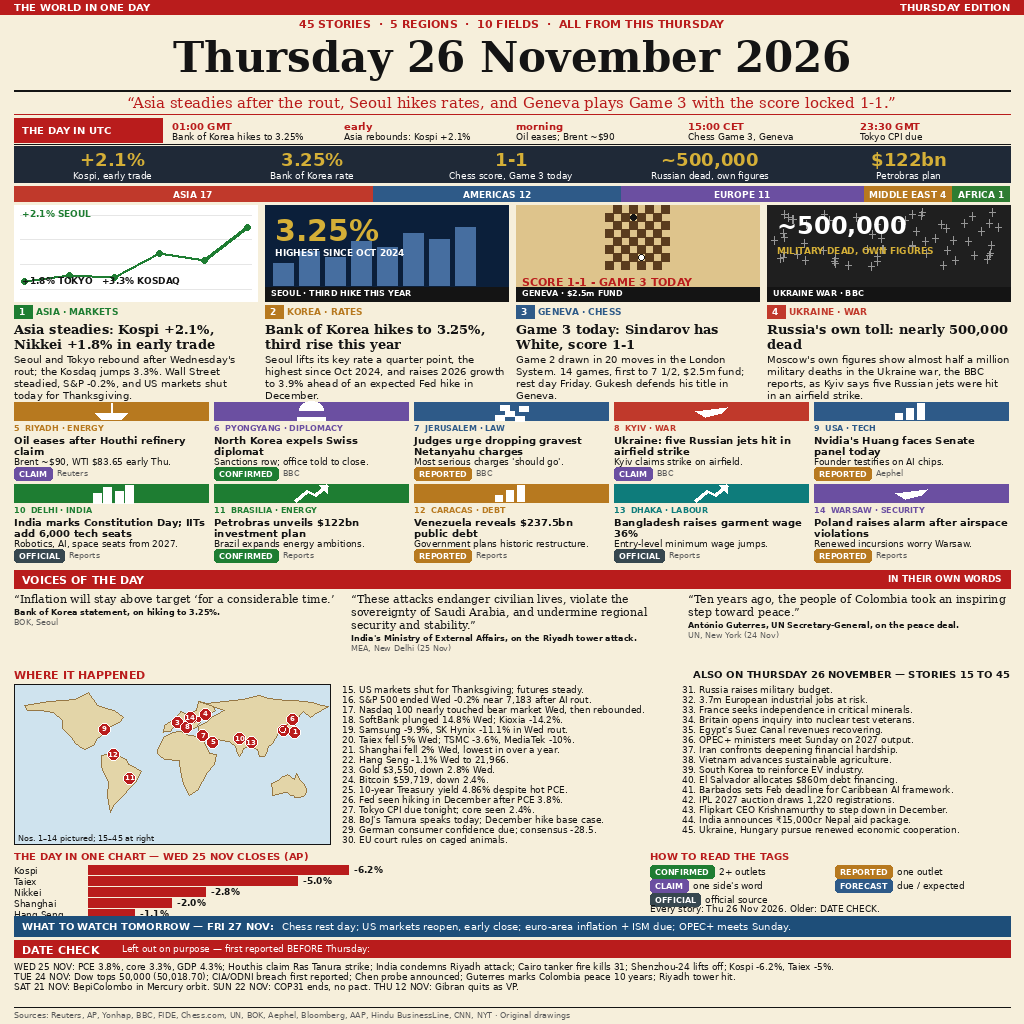 THE WORLD IN ONE DAY
THURSDAY EDITION
45 STORIES · 5 REGIONS · 10 FIELDS · ALL FROM THIS THURSDAY
Thursday 26 November 2026
“Asia steadies after the rout, Seoul hikes rates, and Geneva plays Game 3 with the score locked 1-1.”
THE DAY IN UTC
01:00 GMT
Bank of Korea hikes to 3.25%
early
Asia rebounds: Kospi +2.1%
morning
Oil eases; Brent ~$90
15:00 CET
Chess Game 3, Geneva
23:30 GMT
Tokyo CPI due
+2.1%
Kospi, early trade
3.25%
Bank of Korea rate
1-1
Chess score, Game 3 today
~500,000
Russian dead, own figures
$122bn
Petrobras plan
ASIA 17
AMERICAS 12
EUROPE 11
MIDDLE EAST 4
AFRICA 1
+2.1% SEOUL
+1.8% TOKYO +3.3% KOSDAQ
3.25%
HIGHEST SINCE OCT 2024
SEOUL · THIRD HIKE THIS YEAR
SCORE 1-1 - GAME 3 TODAY
GENEVA · $2.5m FUND
~500,000
MILITARY DEAD, OWN FIGURES
UKRAINE WAR · BBC
1 ASIA · MARKETS
Asia steadies: Kospi +2.1%,
Nikkei +1.8% in early trade
Seoul and Tokyo rebound after Wednesday's
rout; the Kosdaq jumps 3.3%. Wall Street
steadied, S&P -0.2%, and US markets shut
today for Thanksgiving.
2 KOREA · RATES
Bank of Korea hikes to 3.25%,
third rise this year
Seoul lifts its key rate a quarter point, the
highest since Oct 2024, and raises 2026 growth
to 3.9% ahead of an expected Fed hike in
December.
3 GENEVA · CHESS
Game 3 today: Sindarov has
White, score 1-1
Game 2 drawn in 20 moves in the London
System. 14 games, first to 7 1/2, $2.5m fund;
rest day Friday. Gukesh defends his title in
Geneva.
4 UKRAINE · WAR
Russia's own toll: nearly 500,000
dead
Moscow's own figures show almost half a million
military deaths in Ukraine war, the BBC
reports, as Kyiv says five Russian jets were hit
in an airfield strike.
5 RIYADH · ENERGY
Oil eases after Houthi refinery
claim
Brent ~$90, WTI $83.65 early Thu.
CLAIM Reuters
6 PYONGYANG · DIPLOMACY
North Korea expels Swiss
diplomat
Sanctions row; office told to close.
CONFIRMED BBC
7 JERUSALEM · LAW
Judges urge dropping gravest
Netanyahu charges
Most serious charges 'should go'.
REPORTED BBC
8 KYIV · WAR
Ukraine: five Russian jets hit in
airfield strike
Kyiv claims strike on airfield.
CLAIM BBC
9 USA · TECH
Nvidia's Huang faces Senate
panel today
Founder testifies on AI chips.
REPORTED Aephel
10 DELHI · INDIA
India marks Constitution Day; IITs
add 6,000 tech seats
Robotics, AI, space seats from 2027.
OFFICIAL Reports
11 BRASILIA · ENERGY
Petrobras unveils $122bn
investment plan
Brazil expands energy ambitions.
CONFIRMED Reports
12 CARACAS · DEBT
Venezuela reveals $237.5bn
public debt
Government plans historic restructure.
REPORTED Reports
13 DHAKA · LABOUR
Bangladesh raises garment wage
36%
Entry-level minimum wage jumps.
OFFICIAL Reports
14 WARSAW · SECURITY
Poland raises alarm after airspace
violations
Renewed incursions worry Warsaw.
REPORTED Reports
VOICES OF THE DAY
IN THEIR OWN WORDS
“Inflation will stay above target ‘for a considerable time.’
Bank of Korea statement, on hiking to 3.25%.
BOK, Seoul
“These attacks endanger civilian lives, violate the
sovereignty of Saudi Arabia, and undermine regional
security and stability.”
India's Ministry of External Affairs, on the Riyadh tower attack.
MEA, New Delhi (25 Nov)
“Ten years ago, the people of Colombia took an inspiring
step toward peace.”
António Guterres, UN Secretary-General, on the peace deal.
UN, New York (24 Nov)
WHERE IT HAPPENED
ALSO ON THURSDAY 26 NOVEMBER — STORIES 15 TO 45
9
12
11
3
14
8
4
7
5
10
13
6
1
Nos. 1–14 pictured; 15–45 at right
15. US markets shut for Thanksgiving; futures steady.
16. S&P 500 ended Wed -0.2% near 7,183 after AI rout.
17. Nasdaq 100 nearly touched bear market Wed, then rebounded.
18. SoftBank plunged 14.8% Wed; Kioxia -14.2%.
19. Samsung -9.9%, SK Hynix -11.1% in Wed rout.
20. Taiex fell 5% Wed; TSMC -3.6%, MediaTek -10%.
21. Shanghai fell 2% Wed, lowest in over a year.
22. Hang Seng -1.1% Wed to 21,966.
23. Gold $3,550, down 2.8% Wed.
24. Bitcoin $59,719, down 2.4%.
25. 10-year Treasury yield 4.86% despite hot PCE.
26. Fed seen hiking in December after PCE 3.8%.
27. Tokyo CPI due tonight; core seen 2.4%.
28. BoJ's Tamura speaks today; December hike base case.
29. German consumer confidence due; consensus -28.5.
30. EU court rules on caged animals.
31. Russia raises military budget.
32. 3.7m European industrial jobs at risk.
33. France seeks independence in critical minerals.
34. Britain opens inquiry into nuclear test veterans.
35. Egypt's Suez Canal revenues recovering.
36. OPEC+ ministers meet Sunday on 2027 output.
37. Iran confronts deepening financial hardship.
38. Vietnam advances sustainable agriculture.
39. South Korea to reinforce EV industry.
40. El Salvador allocates $860m debt financing.
41. Barbados sets Feb deadline for Caribbean AI framework.
42. IPL 2027 auction draws 1,220 registrations.
43. Flipkart CEO Krishnamurthy to step down in December.
44. India announces ₹15,000cr Nepal aid package.
45. Ukraine, Hungary pursue renewed economic cooperation.
THE DAY IN ONE CHART — WED 25 NOV CLOSES (AP)
Kospi -6.2%
Taiex -5.0%
Nikkei -2.8%
Shanghai -2.0%
Hang Seng -1.1%
HOW TO READ THE TAGS
CONFIRMED 2+ outlets
REPORTED one outlet
CLAIM one side's word
FORECAST due / expected
OFFICIAL official source
Every story: Thu 26 Nov 2026. Older: DATE CHECK.
WHAT TO WATCH TOMORROW — FRI 27 NOV: Chess rest day; US markets reopen, early close; euro-area inflation + ISM due; OPEC+ meets Sunday.
DATE CHECK Left out on purpose — first reported BEFORE Thursday:
WED 25 NOV: PCE 3.8%, core 3.3%, GDP 4.3%; Houthis claim Ras Tanura strike; India condemns Riyadh attack; Cairo tanker fire kills 31; Shenzhou-24 lifts off; Kospi -6.2%, Taiex -5%.
TUE 24 NOV: Dow tops 50,000 (50,018.70); CIA/ODNI breach first reported; Chen probe announced; Guterres marks Colombia peace 10 years; Riyadh tower hit.
SAT 21 NOV: BepiColombo in Mercury orbit. SUN 22 NOV: COP31 ends, no pact. THU 12 NOV: Gibran quits as VP.
Sources: Reuters, AP, Yonhap, BBC, FIDE, Chess.com, UN, BOK, Aephel, Bloomberg, AAP, Hindu BusinessLine, CNN, NYT · Original drawings